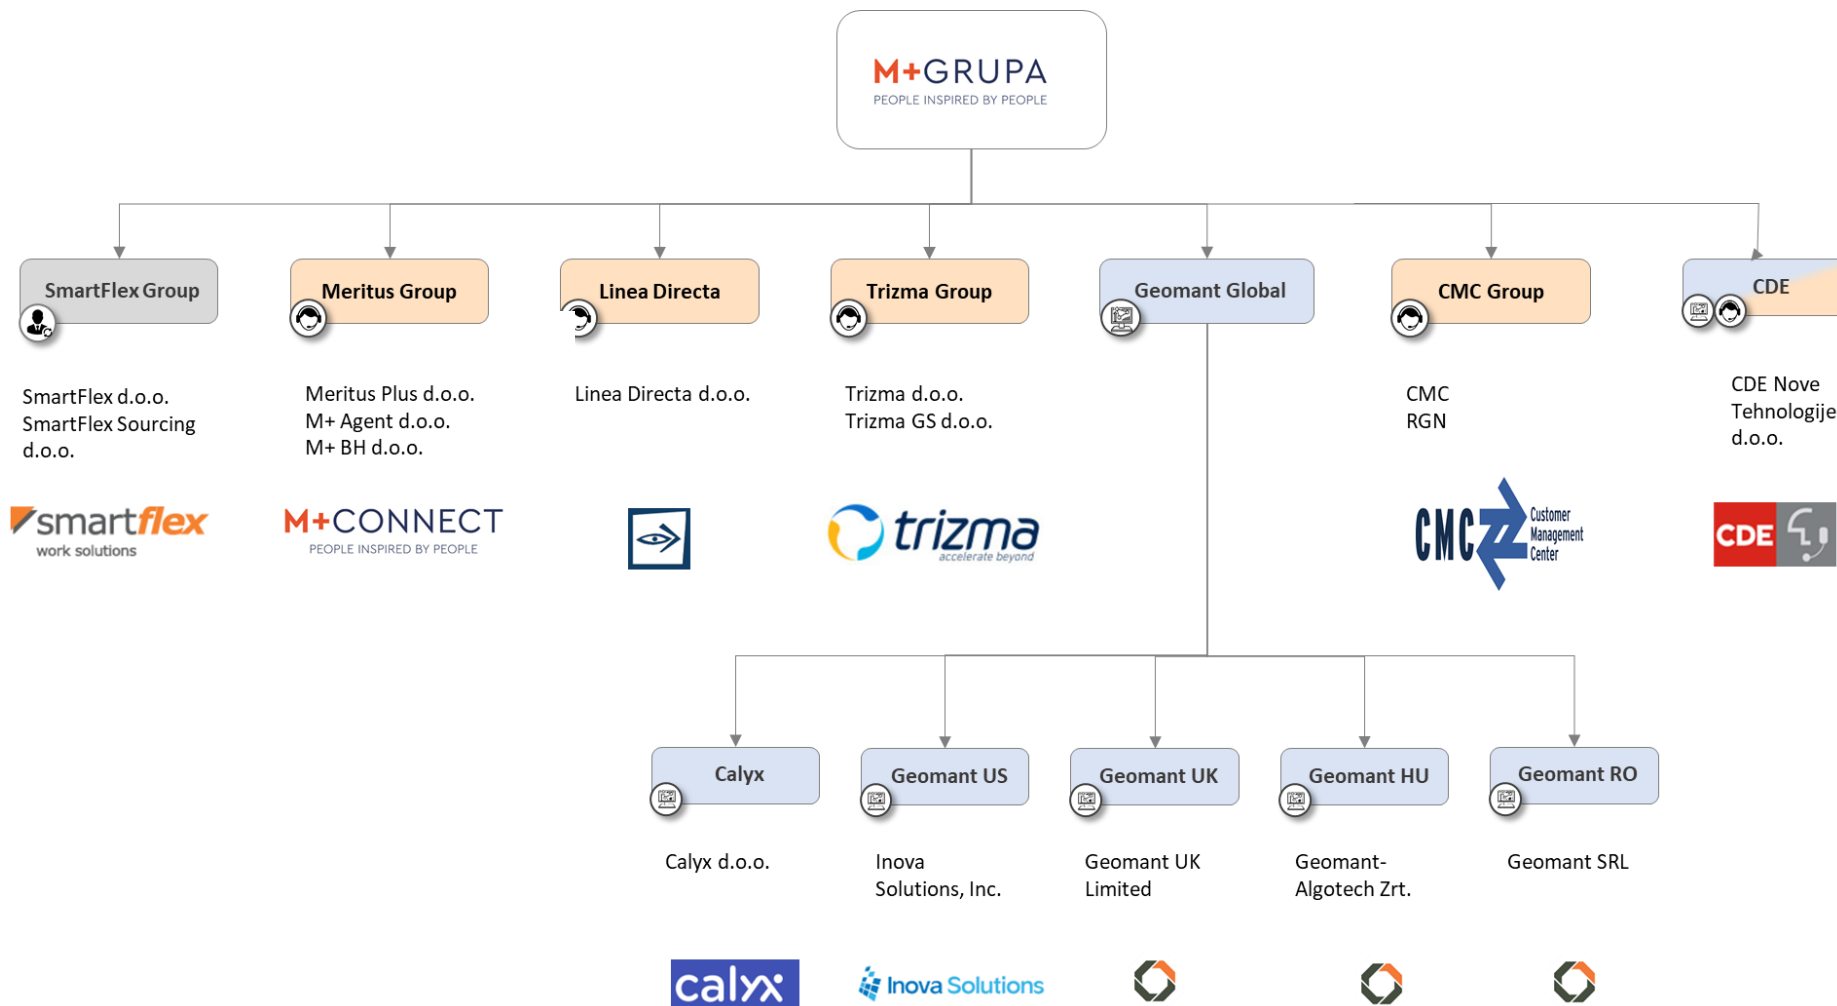 M+GRUPA
PEOPLE INSPIRED BY PEOPLE
SmartFlex Group
Meritus Group
Linea Directa
Trizma Group
Geomant Global
CMC Group
CDE
SmartFlex d.o.o.
SmartFlex Sourcing
d.o.o.
Meritus Plus d.o.o.
M+ Agent d.o.o.
M+ BH d.o.o.
Linea Directa d.o.o.
Trizma d.o.o.
Trizma GS d.o.o.
CMC
RGN
CDE Nove
Tehnologije
d.o.o.
smartflex
work solutions
M+CONNECT
PEOPLE INSPIRED BY PEOPLE
trizma
accelerate beyond
CMC
Customer
Management
Center
CDE
Calyx
Geomant US
Geomant UK
Geomant HU
Geomant RO
Calyx d.o.o.
Inova
Solutions, Inc.
Geomant UK
Limited
Geomant-
Algotech Zrt.
Geomant SRL
calyx
Inova Solutions